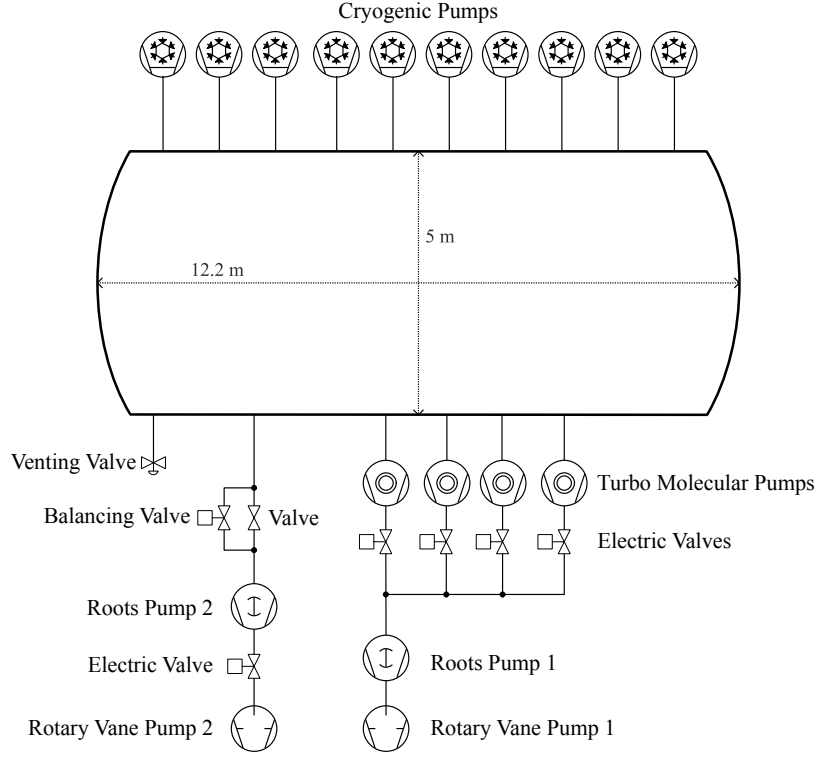 Cryogenic Pumps
5 m
12.2 m
Venting Valve
Turbo Molecular Pumps
Balancing Valve
Valve
Electric Valves
Roots Pump 2
Roots Pump 1
Electric Valve
Rotary Vane Pump 2
Rotary Vane Pump 1